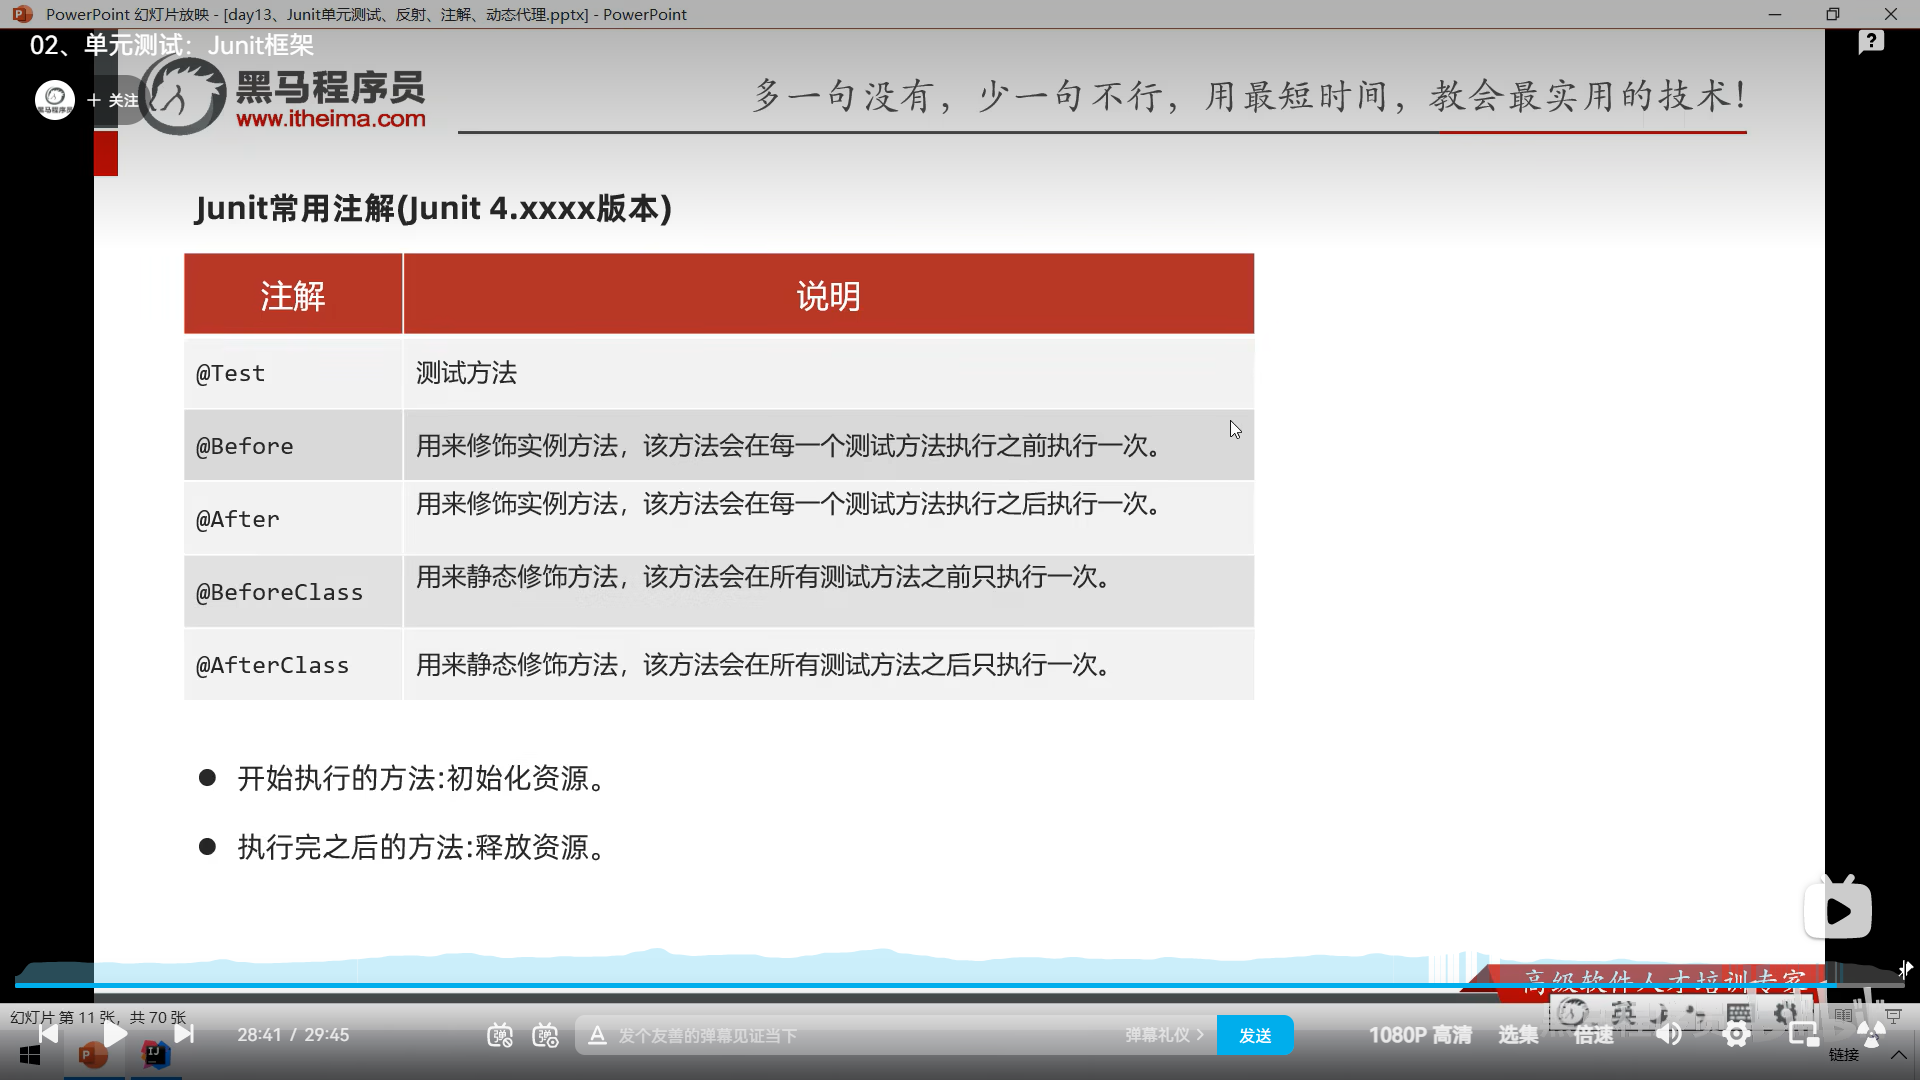 PowerPoint 幻灯片放映 - [day13、Junit单元测试、反射、注解、动态代理.pptx] - PowerPoint
02、单元测试：Junit框架
+ 关注
黑马程序员
www.itheima.com
多一句没有，少一句不行，用最短时间，教会最实用的技术！
Junit常用注解(Junit 4.xxxx版本)
注解
说明
@Test
测试方法
@Before
用来修饰实例方法，该方法会在每一个测试方法执行之前执行一次。
@After
用来修饰实例方法，该方法会在每一个测试方法执行之后执行一次。
@BeforeClass
用来静态修饰方法，该方法会在所有测试方法之前只执行一次。
@AfterClass
用来静态修饰方法，该方法会在所有测试方法之后只执行一次。
开始执行的方法:初始化资源。
执行完之后的方法:释放资源。
高级软件人才培训专家
幻灯片 第 11 张，共 70 张
28:41 / 29:45
发个友善的弹幕见证当下
弹幕礼仪 >
发送
1080P 高清
选集
倍速
英
链接